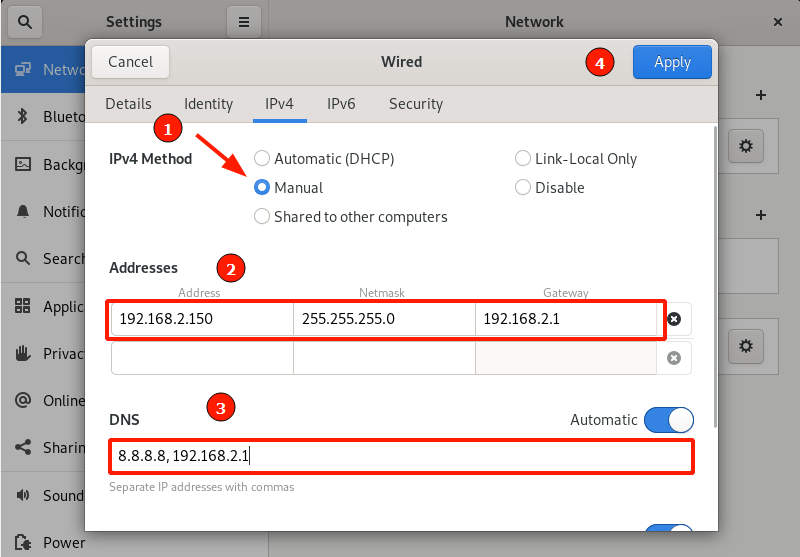 Settings
Network
Cancel
Wired
4
Apply
Details
Identity
IPv4
IPv6
Security
1
IPv4 Method
Automatic (DHCP)
Link-Local Only
Manual
Disable
Shared to other computers
Addresses
2
Address
Netmask
Gateway
192.168.2.150
255.255.255.0
192.168.2.1
DNS
3
Automatic
8.8.8.8, 192.168.2.1
Separate IP addresses with commas
Netwo
Blueto
Backg
Notific
Search
Applic
Privac
Online
Sharin
Sound
Power